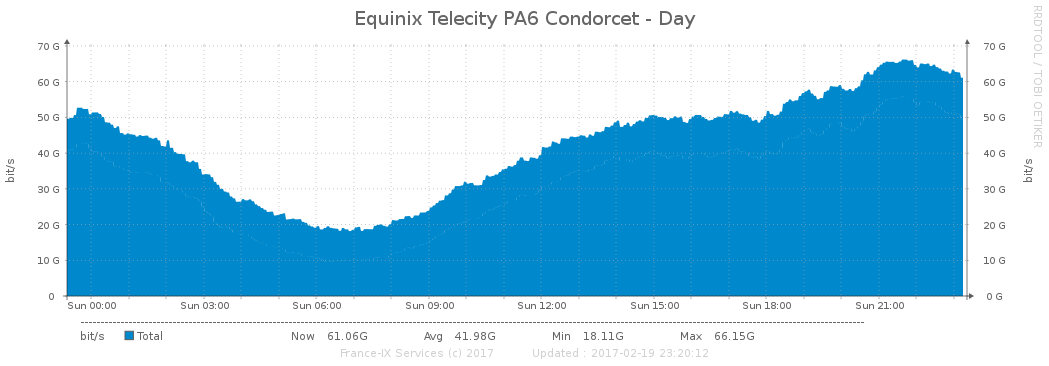 Equinix Telecity PA6 Condorcet - Day
RRDTOOL / TOBI OETIKER
70 G 70 G
60 G 60 G
50 G 50 G
40 G 40 G
30 G 30 G
20 G 20 G
10 G 10 G
0 0 G
bit/s bit/s
Sun 00:00 Sun 03:00 Sun 06:00 Sun 09:00 Sun 12:00 Sun 15:00 Sun 18:00 Sun 21:00
bit/s Total Now 61.06G Avg 41.98G Min 18.11G Max 66.15G
France-IX Services (c) 2017 Updated : 2017-02-19 23:20:12